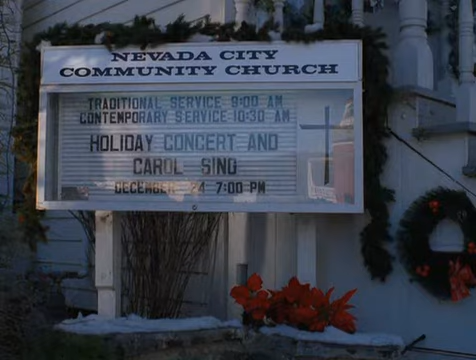 NEVADA CITY
COMMUNITY CHURCH
TRADITIONAL SERVICE 9:00 AM
CONTEMPORARY SERVICE 10:30 AM
HOLIDAY CONCERT AND
CAROL SING
DECEMBER 24 7:00 PM